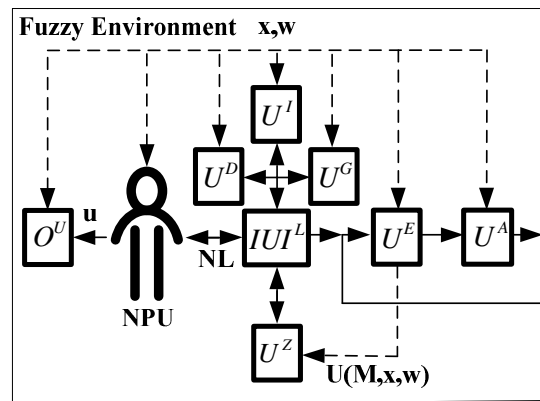 Fuzzy Environment x,w
U^I
U^D
U^G
O^U
u
NL
IUI^L
U^E
U^A
NPU
U^Z
U(M,x,w)